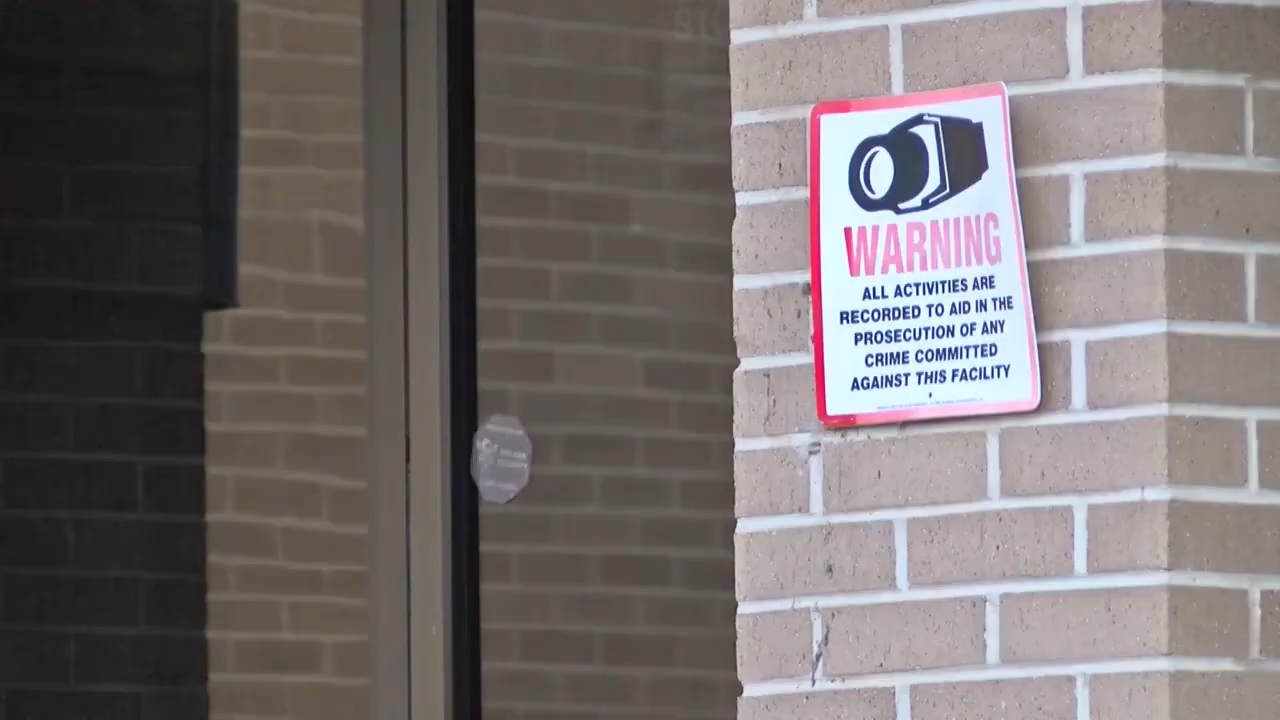 WARNING
ALL ACTIVITIES ARE
RECORDED TO AID IN THE
PROSECUTION OF ANY
CRIME COMMITTED
AGAINST THIS FACILITY